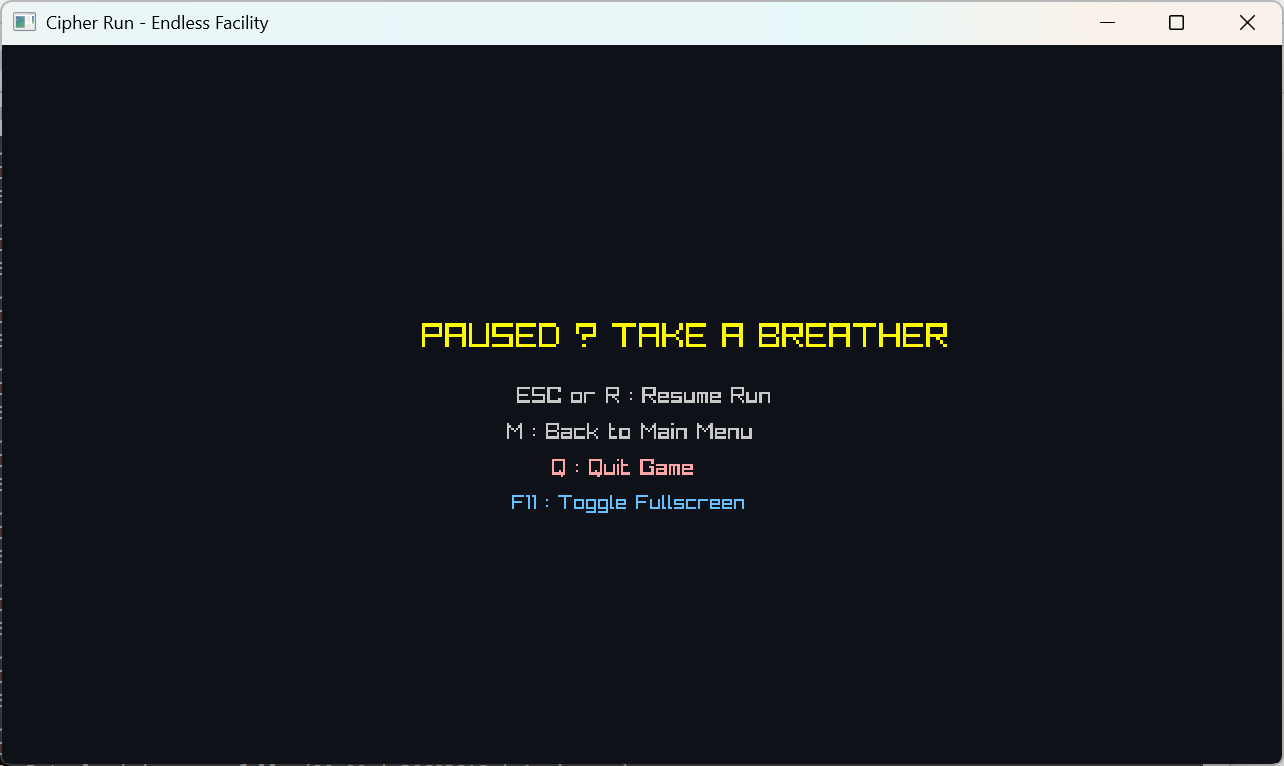 Cipher Run - Endless Facility
PAUSED ? TAKE A BREATHER
ESC or R : Resume Run
M : Back to Main Menu
Q : Quit Game
F11 : Toggle Fullscreen